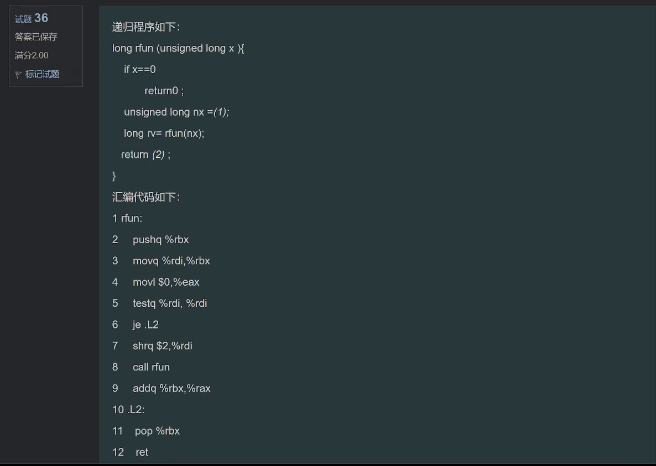 试题 36
答案已保存
满分2.00
标记试题
递归程序如下：
long rfun (unsigned long x ){
if x==0
return0 ;
unsigned long nx =(1);
long rv= rfun(nx);
return (2) ;
}
汇编代码如下：
1 rfun:
2 pushq %rbx
3 movq %rdi,%rbx
4 movl $0,%eax
5 testq %rdi, %rdi
6 je .L2
7 shrq $2,%rdi
8 call rfun
9 addq %rbx,%rax
10 .L2:
11 pop %rbx
12 ret